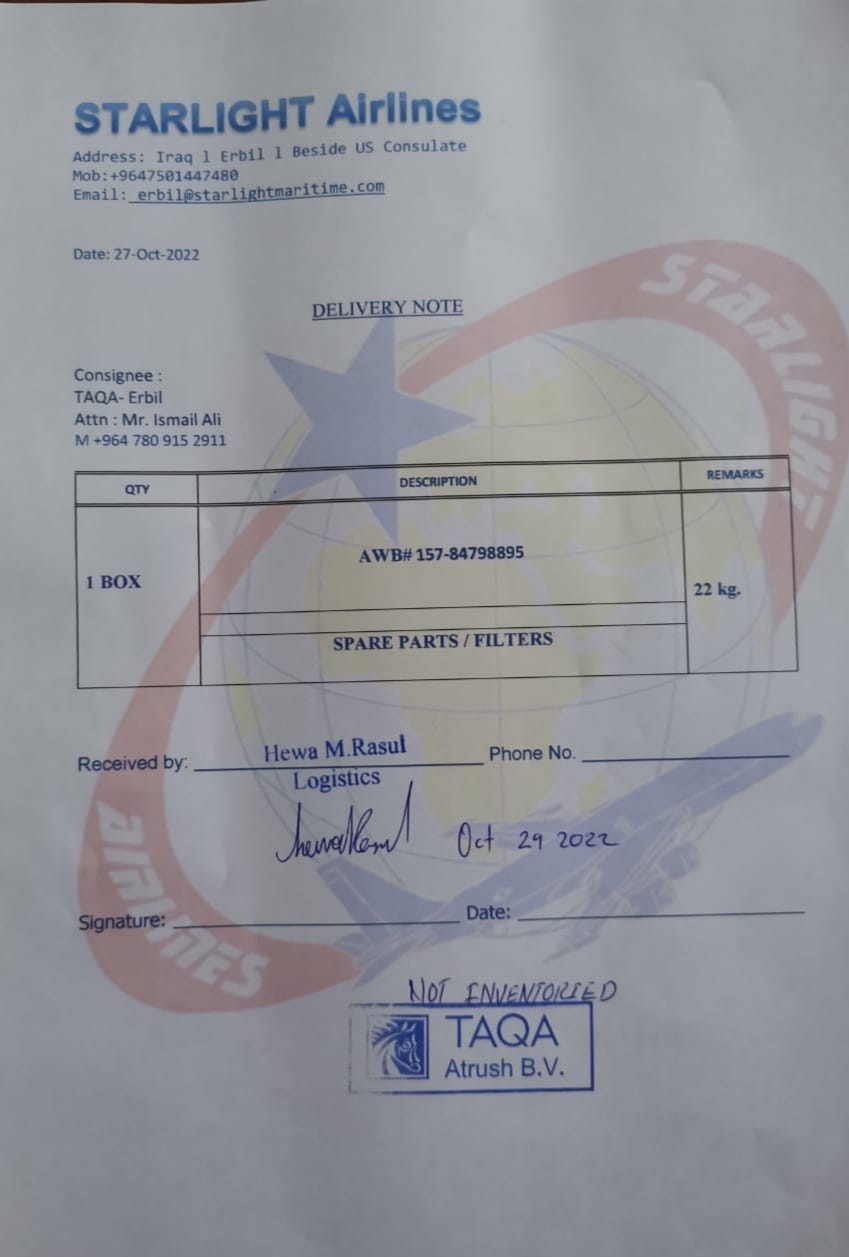 STARLIGHT Airlines
Address: Iraq l Erbil l Beside US Consulate
Mob:+9647501447480
Email: erbil@starlightmaritime.com
Date: 27-Oct-2022
DELIVERY NOTE
STARLIGHT
Consignee :
TAQA- Erbil
Attn : Mr. Ismail Ali
M +964 780 915 2911
QTY DESCRIPTION REMARKS
AWB# 157-84798895
1 BOX 22 kg.
SPARE PARTS / FILTERS
Received by: Hewa M.Rasul Phone No.
Logistics
Oct 29 2022
AIRLINES
Signature: Date:
NOT INVENTORIED
TAQA
Atrush B.V.